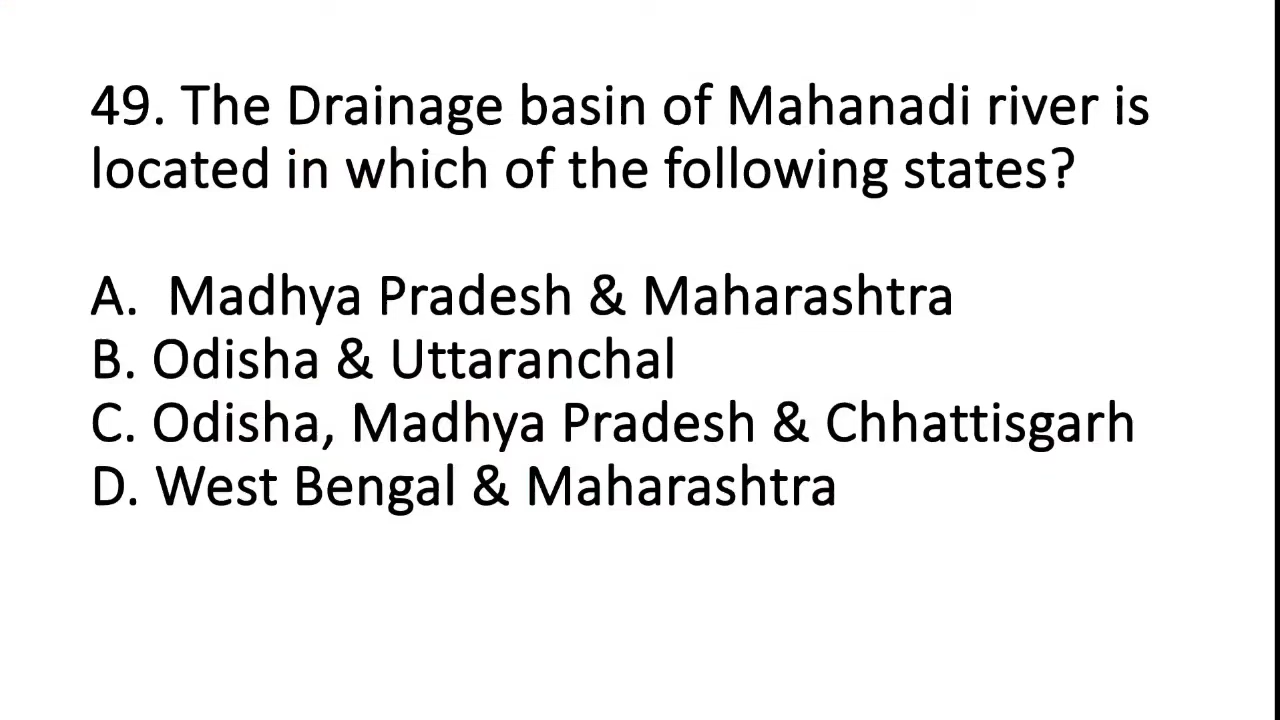 49. The Drainage basin of Mahanadi river is
located in which of the following states?
A. Madhya Pradesh & Maharashtra
B. Odisha & Uttaranchal
C. Odisha, Madhya Pradesh & Chhattisgarh
D. West Bengal & Maharashtra